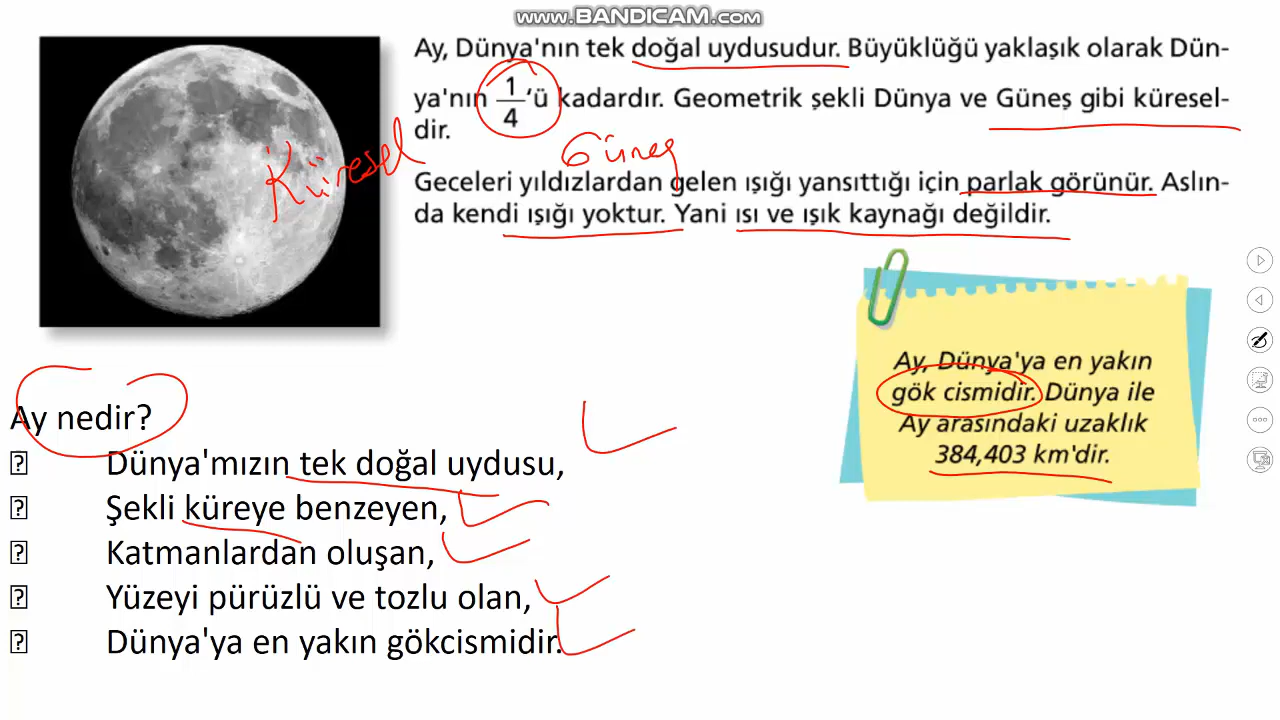 www.BANDICAM.com
Ay, Dünya'nın tek doğal uydusudur. Büyüklüğü yaklaşık olarak Dün-
ya'nın 1/4 'ü kadardır. Geometrik şekli Dünya ve Güneş gibi küresel-
dir.
Küresel
Güneş
Geceleri yıldızlardan gelen ışığı yansıttığı için parlak görünür. Aslın-
da kendi ışığı yoktur. Yani ısı ve ışık kaynağı değildir.
Ay, Dünya'ya en yakın
gök cismidir. Dünya ile
Ay arasındaki uzaklık
384,403 km'dir.
Ay nedir?
Dünya'mızın tek doğal uydusu,
Şekli küreye benzeyen,
Katmanlardan oluşan,
Yüzeyi pürüzlü ve tozlu olan,
Dünya'ya en yakın gökcismidir.